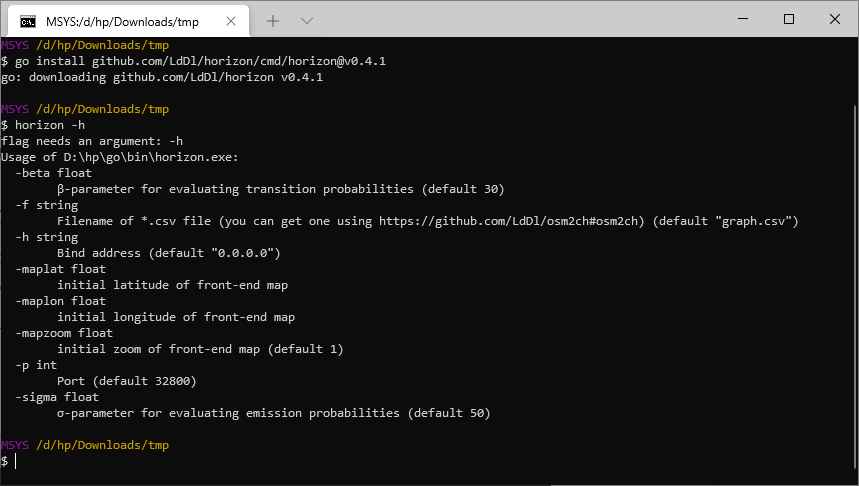 MSYS:/d/hp/Downloads/tmp
MSYS /d/hp/Downloads/tmp
$ go install github.com/LdDl/horizon/cmd/horizon@v0.4.1
go: downloading github.com/LdDl/horizon v0.4.1
MSYS /d/hp/Downloads/tmp
$ horizon -h
flag needs an argument: -h
Usage of D:\hp\go\bin\horizon.exe:
  -beta float
        β-parameter for evaluating transition probabilities (default 30)
  -f string
        Filename of *.csv file (you can get one using https://github.com/LdDl/osm2ch#osm2ch) (default "graph.csv")
  -h string
        Bind address (default "0.0.0.0")
  -maplat float
        initial latitude of front-end map
  -maplon float
        initial longitude of front-end map
  -mapzoom float
        initial zoom of front-end map (default 1)
  -p int
        Port (default 32800)
  -sigma float
        σ-parameter for evaluating emission probabilities (default 50)
MSYS /d/hp/Downloads/tmp
$